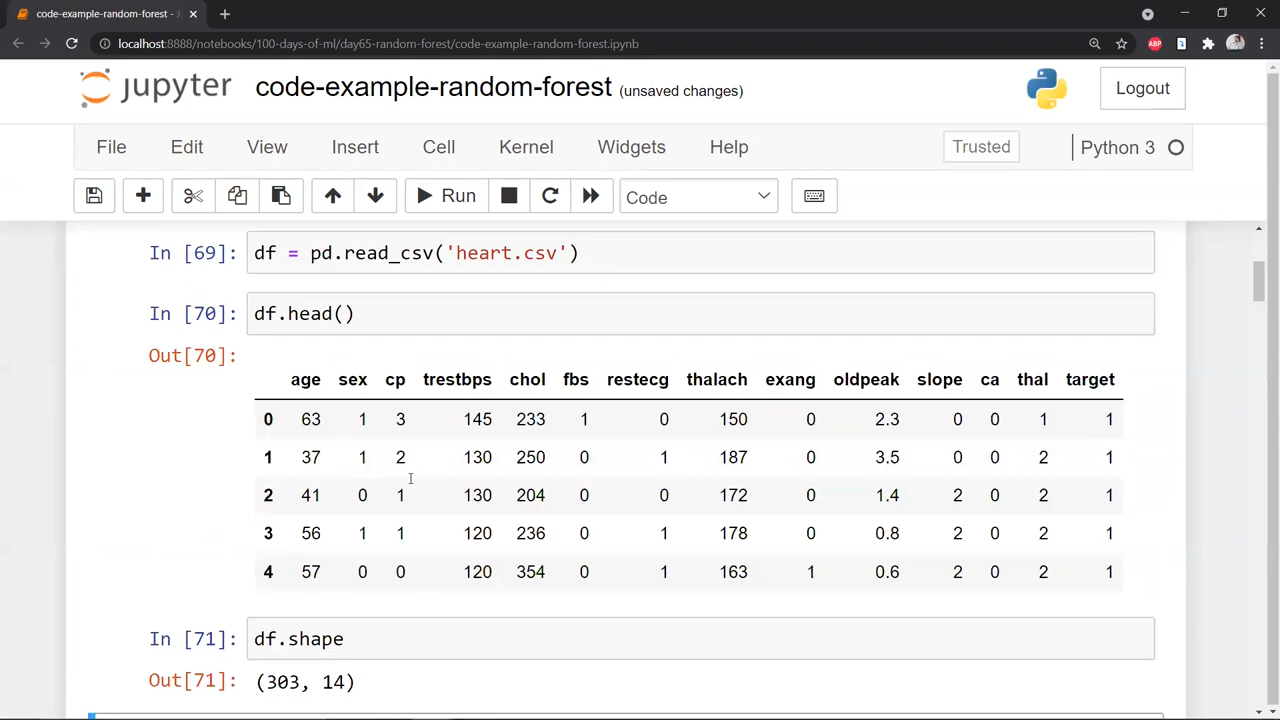 code-example-random-forest - J
localhost:8888/notebooks/100-days-of-ml/day65-random-forest/code-example-random-forest.ipynb
ABP
jupyter code-example-random-forest (unsaved changes) Logout
File Edit View Insert Cell Kernel Widgets Help Trusted Python 3
Run Code
In [69]: df = pd.read_csv('heart.csv')
In [70]: df.head()
Out[70]:
age sex cp trestbps chol fbs restecg thalach exang oldpeak slope ca thal target
0 63 1 3 145 233 1 0 150 0 2.3 0 0 1 1
1 37 1 2 130 250 0 1 187 0 3.5 0 0 2 1
2 41 0 1 130 204 0 0 172 0 1.4 2 0 2 1
3 56 1 1 120 236 0 1 178 0 0.8 2 0 2 1
4 57 0 0 120 354 0 1 163 1 0.6 2 0 2 1
In [71]: df.shape
Out[71]: (303, 14)